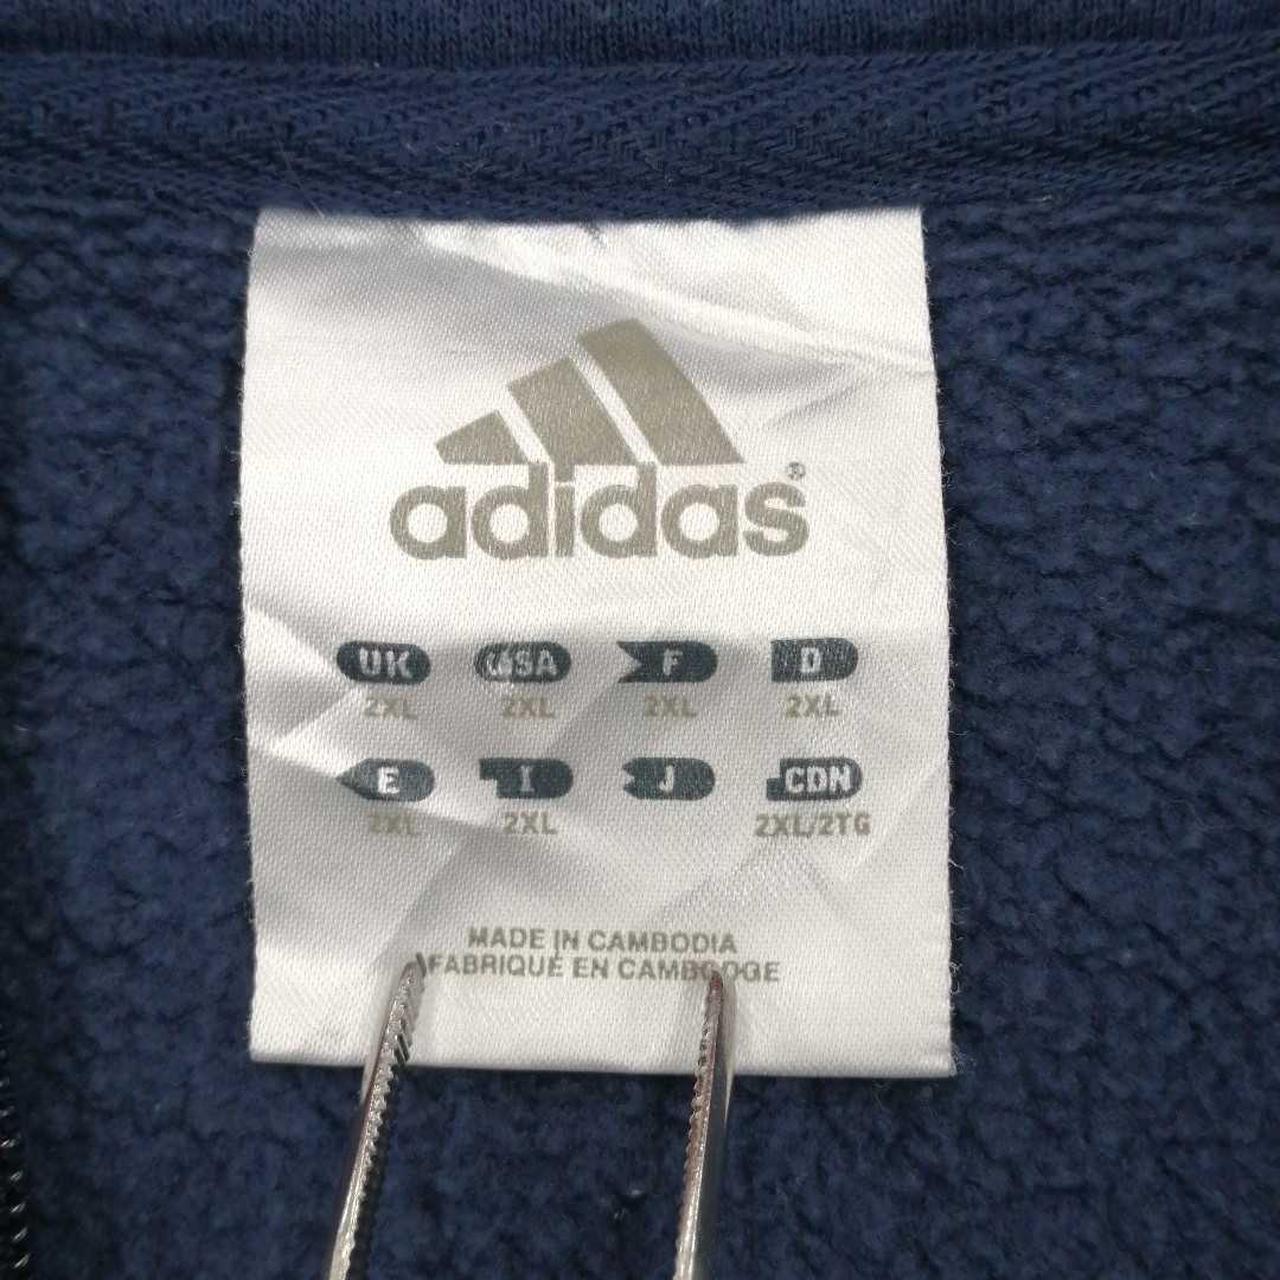 adidas®
UK USA F D
2XL 2XL 2XL 2XL
E I J CDN
2XL 2XL 2XL/2TG
MADE IN CAMBODIA
FABRIQUÉ EN CAMBODGE